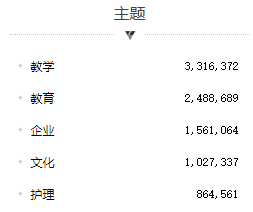 主题
教学 3,316,372
教育 2,488,689
企业 1,561,064
文化 1,027,337
护理 864,561